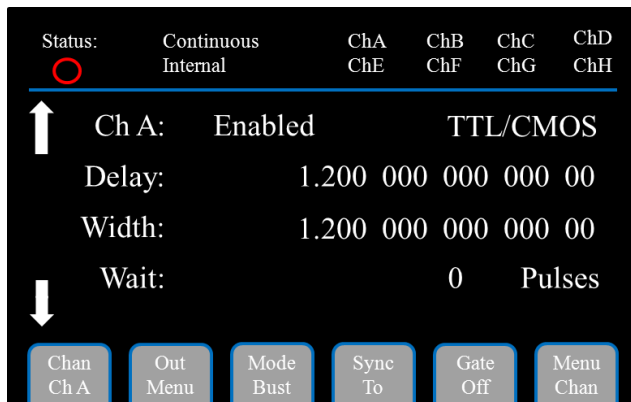 Status: Continuous ChA ChB ChC ChD
Internal ChE ChF ChG ChH
Ch A: Enabled TTL/CMOS
Delay: 1.200 000 000 000 00
Width: 1.200 000 000 000 00
Wait: 0 Pulses
Chan Out Mode Sync Gate Menu
Ch A Menu Bust To Off Chan